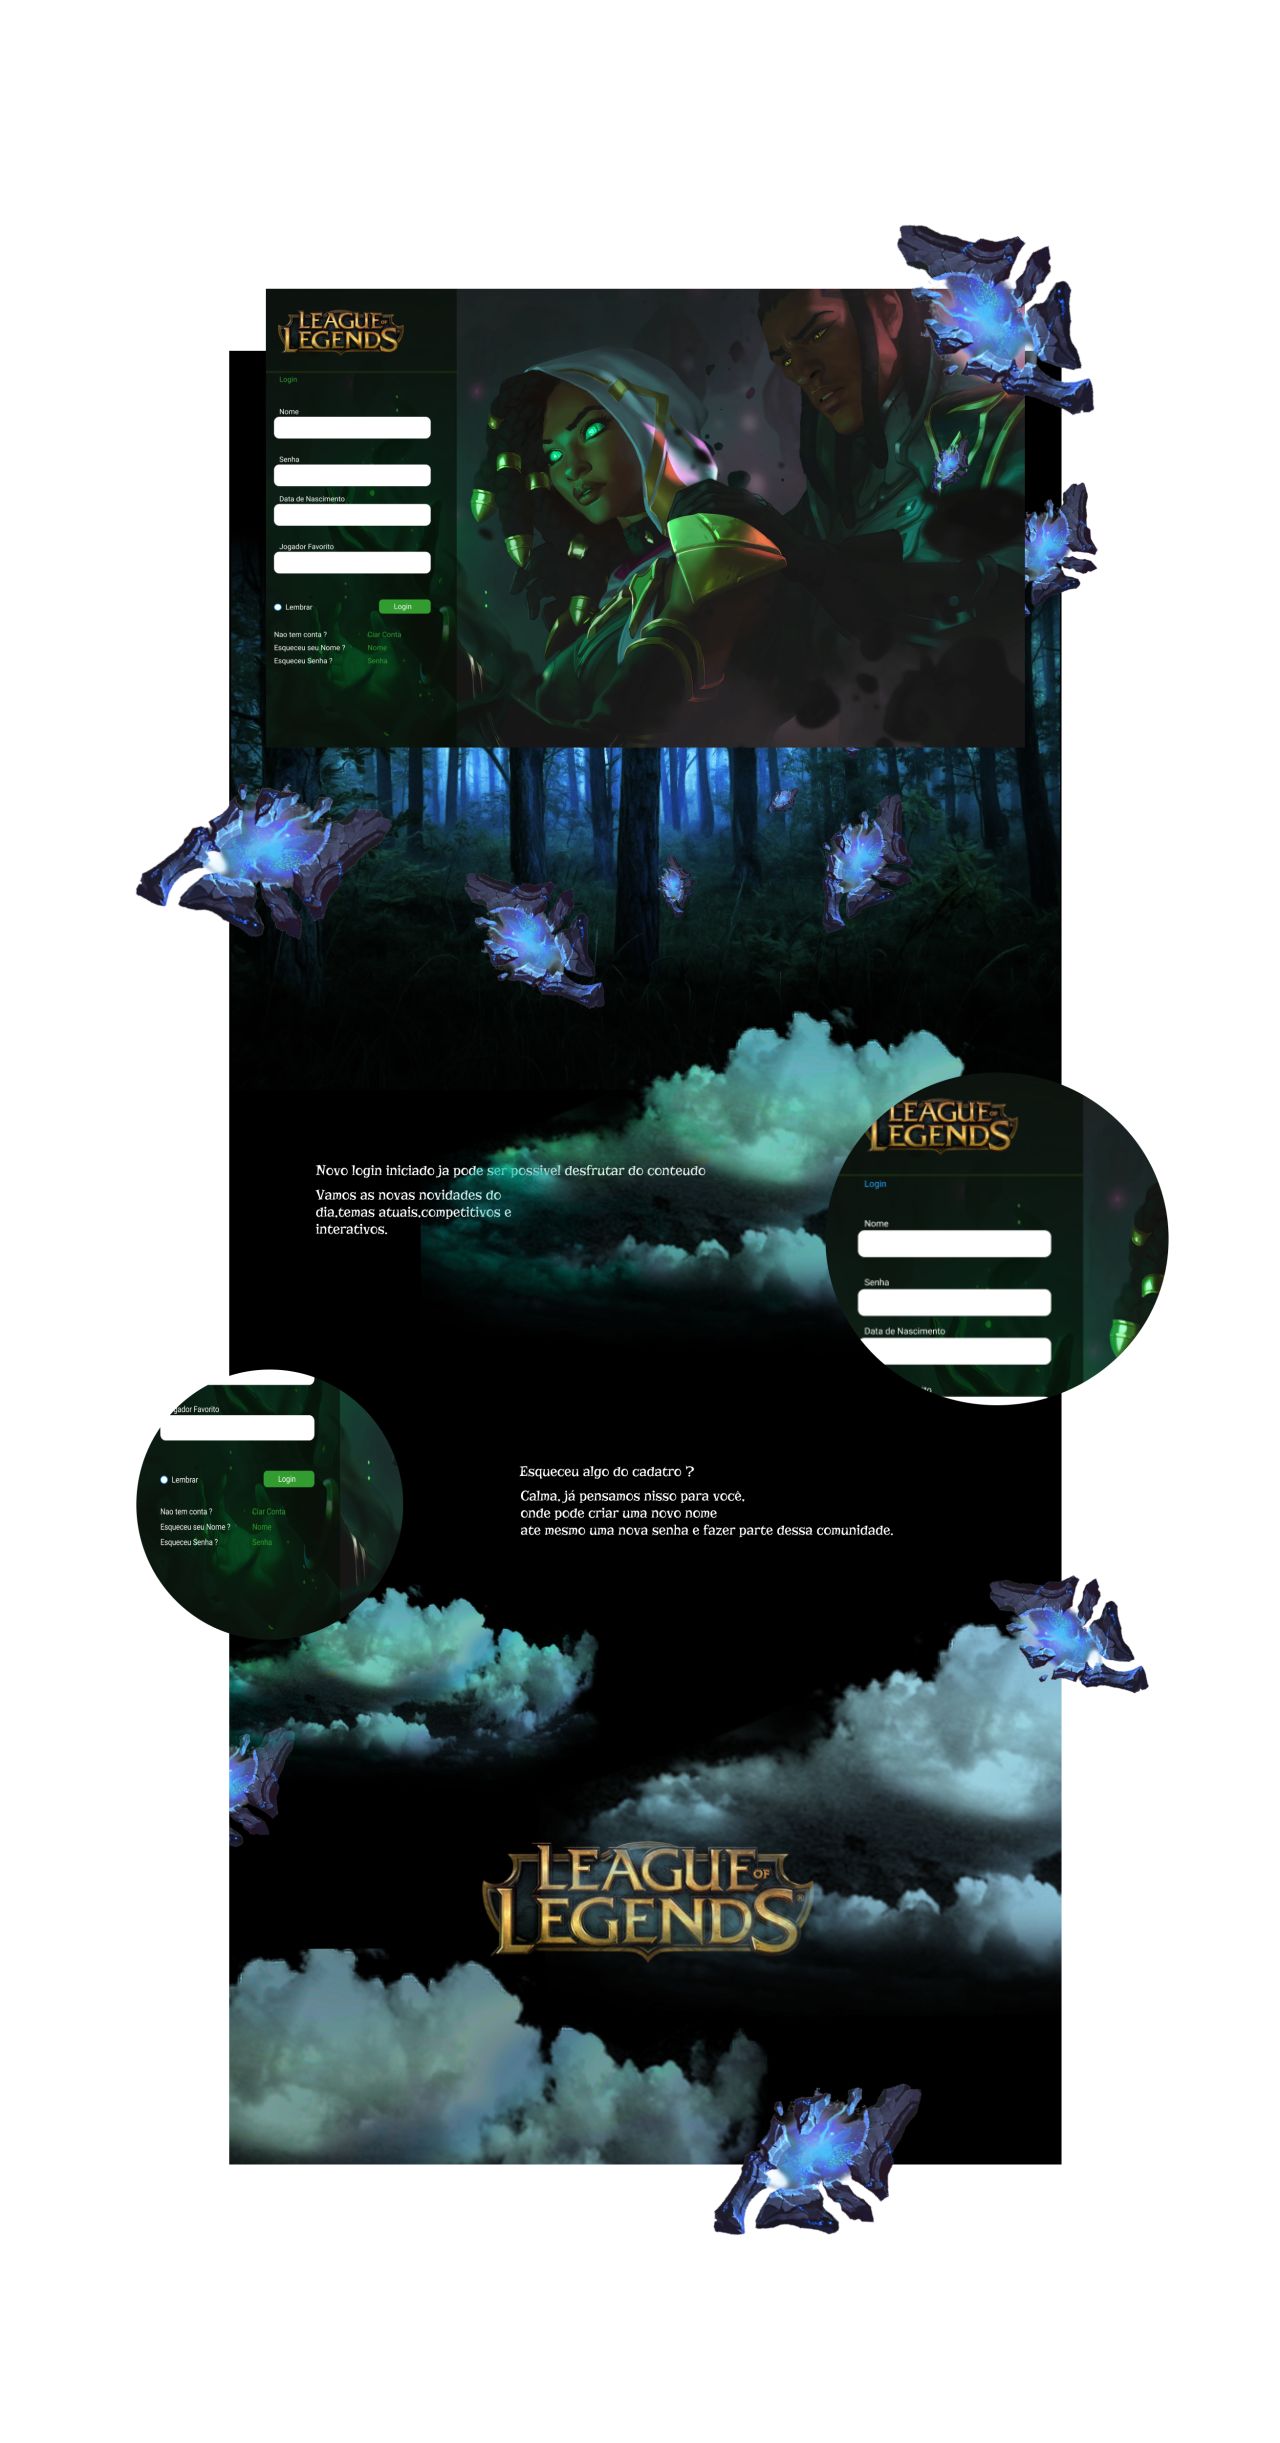 LEAGUE OF
LEGENDS
Login
Nome
Senha
Data de Nascimento
Jogador Favorito
Lembrar
Login
Nao tem conta ?
Ciar Conta
Esqueceu seu Nome ?
Nome
Esqueceu Senha ?
Senha
LEAGUE OF
LEGENDS
Login
Nome
Senha
Data de Nascimento
Novo login iniciado ja pode ser possivel desfrutar do conteudo
Vamos as novas novidades do
dia,temas atuais,competitivos e
interativos.
gador Favorito
Lembrar
Login
Nao tem conta ?
Ciar Conta
Esqueceu seu Nome ?
Nome
Esqueceu Senha ?
Senha
Esqueceu algo do cadatro ?
Calma, já pensamos nisso para você,
onde pode criar uma novo nome
ate mesmo uma nova senha e fazer parte dessa comunidade.
LEAGUE OF
LEGENDS®